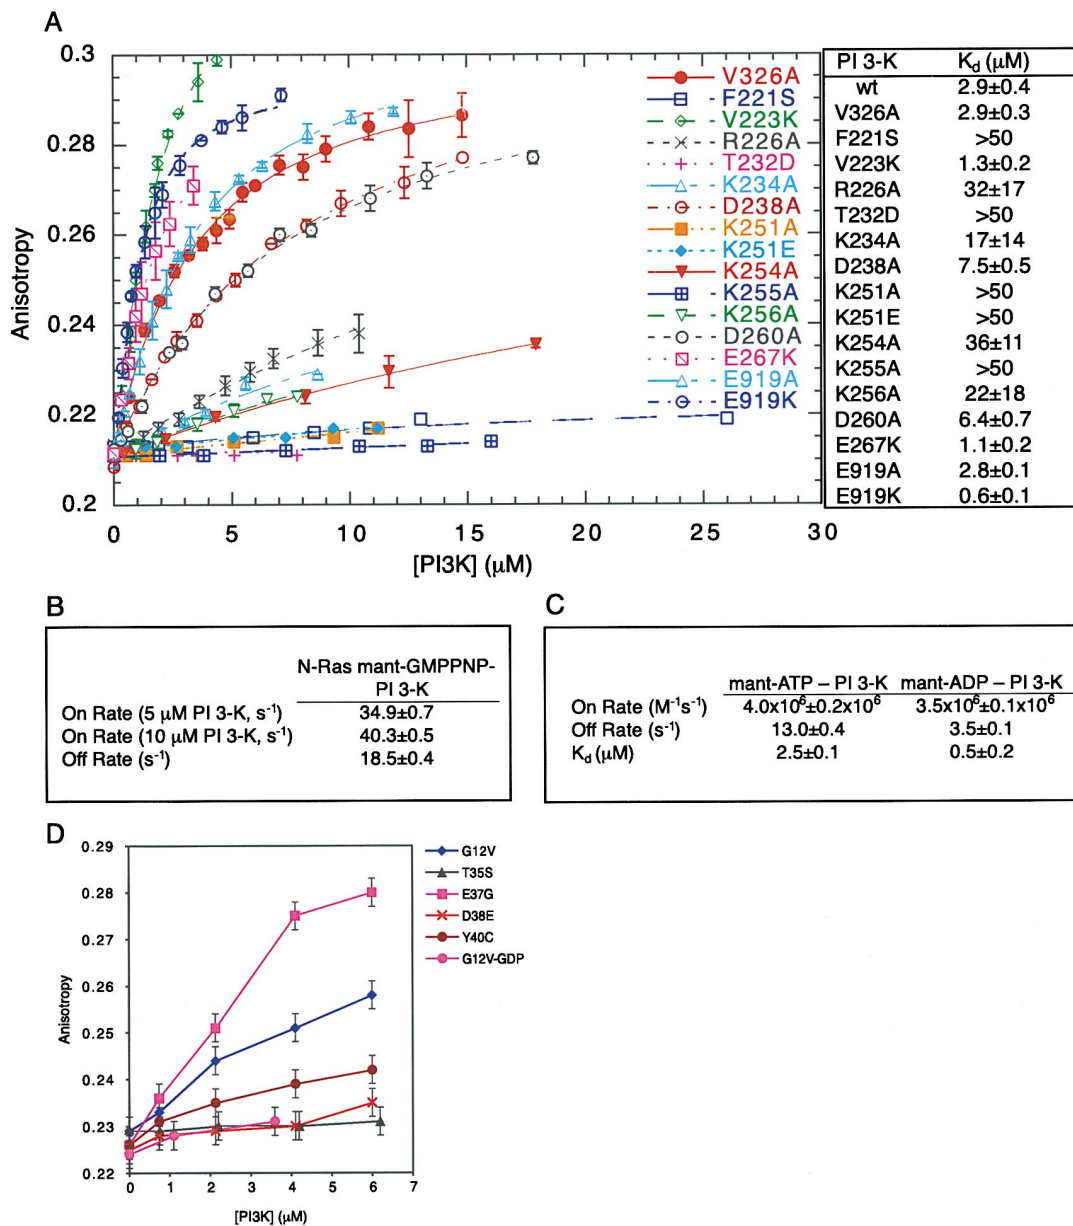 A
0.3
0.28
0.26
0.24
0.22
0.2
Anisotropy
0 5 10 15 20 25 30
[PI3K] (μM)
V326A
F221S
V223K
R226A
T232D
K234A
D238A
K251A
K251E
K254A
K255A
K256A
D260A
E267K
E919A
E919K
PI 3-K Kd (μM)
wt 2.9±0.4
V326A 2.9±0.3
F221S >50
V223K 1.3±0.2
R226A 32±17
T232D >50
K234A 17±14
D238A 7.5±0.5
K251A >50
K251E >50
K254A 36±11
K255A >50
K256A 22±18
D260A 6.4±0.7
E267K 1.1±0.2
E919A 2.8±0.1
E919K 0.6±0.1
B
N-Ras mant-GMPPNP-
PI 3-K
On Rate (5 μM PI 3-K, s⁻¹) 34.9±0.7
On Rate (10 μM PI 3-K, s⁻¹) 40.3±0.5
Off Rate (s⁻¹) 18.5±0.4
C
mant-ATP – PI 3-K mant-ADP – PI 3-K
On Rate (M⁻¹s⁻¹) 4.0x10⁶±0.2x10⁶ 3.5x10⁶±0.1x10⁶
Off Rate (s⁻¹) 13.0±0.4 3.5±0.1
Kd (μM) 2.5±0.1 0.5±0.2
D
0.29
0.28
0.27
0.26
0.25
0.24
0.23
0.22
Anisotropy
0 1 2 3 4 5 6 7
[PI3K] (μM)
G12V
T35S
E37G
D38E
Y40C
G12V-GDP